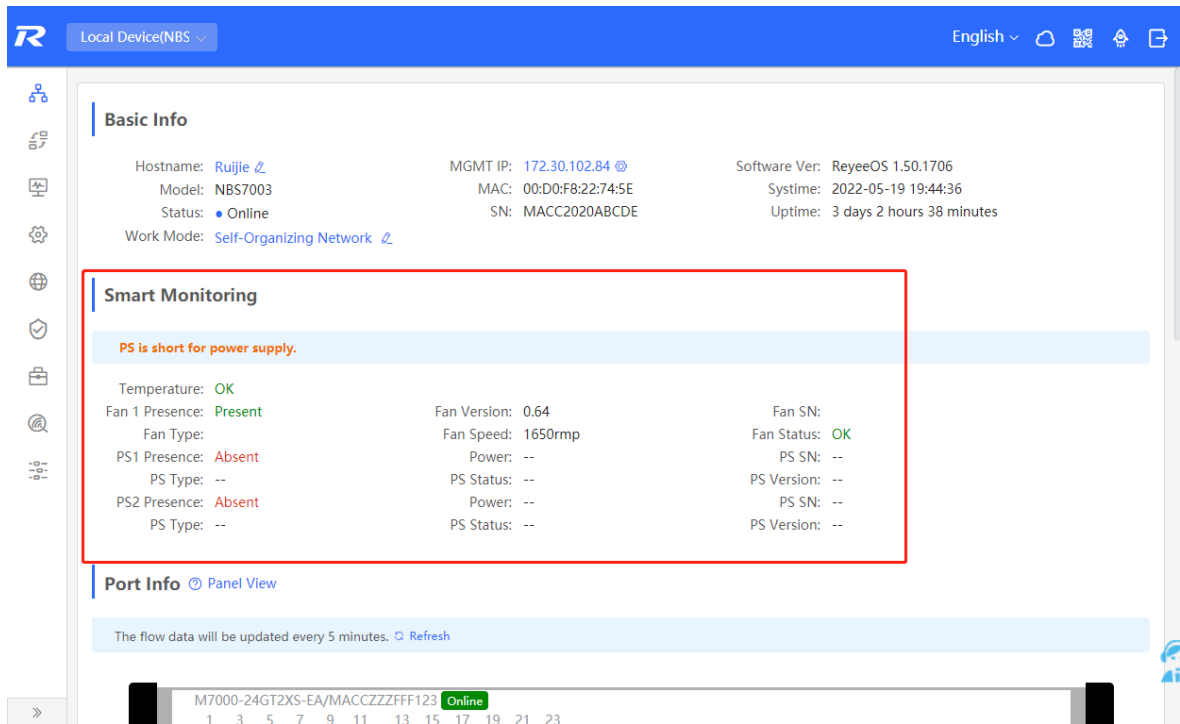 Local Device(NBS
English
Basic Info
Hostname: Ruijie MGMT IP: 172.30.102.84 Software Ver: ReyeeOS 1.50.1706
Model: NBS7003 MAC: 00:D0:F8:22:74:5E Systime: 2022-05-19 19:44:36
Status: Online SN: MACC2020ABCDE Uptime: 3 days 2 hours 38 minutes
Work Mode: Self-Organizing Network
Smart Monitoring
PS is short for power supply.
Temperature: OK
Fan 1 Presence: Present Fan Version: 0.64 Fan SN:
Fan Type: Fan Speed: 1650rmp Fan Status: OK
PS1 Presence: Absent Power: -- PS SN: --
PS Type: -- PS Status: -- PS Version: --
PS2 Presence: Absent Power: -- PS SN: --
PS Type: -- PS Status: -- PS Version: --
Port Info Panel View
The flow data will be updated every 5 minutes. Refresh
M7000-24GT2XS-EA/MACCZZZFFF123 Online
1 3 5 7 9 11 13 15 17 19 21 23